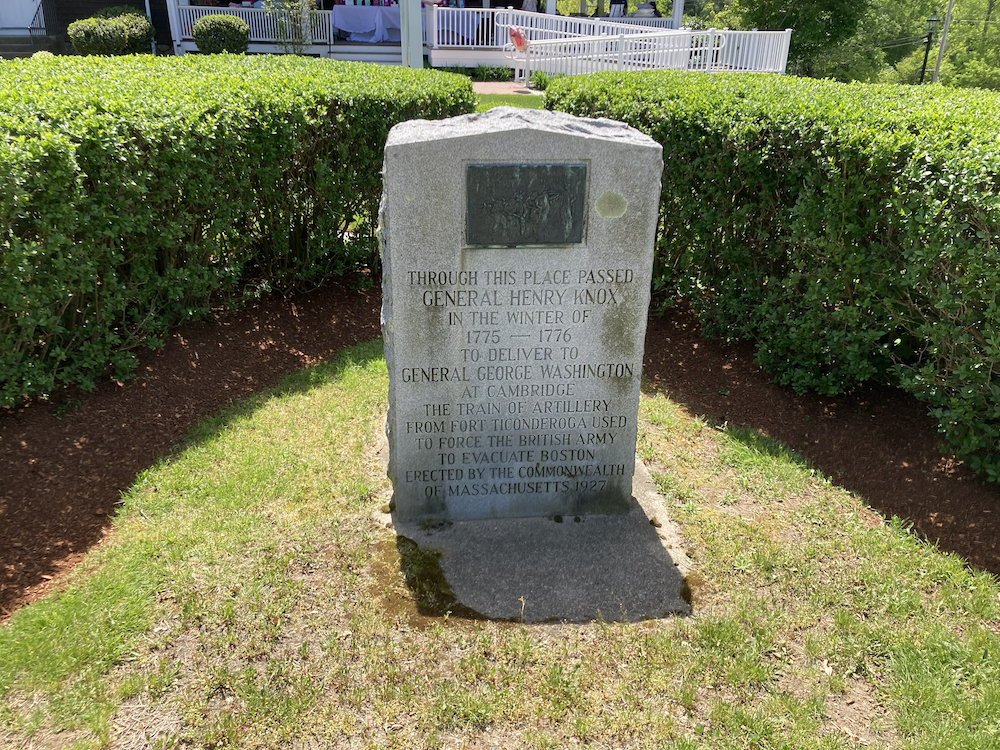 THROUGH THIS PLACE PASSED
GENERAL HENRY KNOX
IN THE WINTER OF
1775 — 1776
TO DELIVER TO
GENERAL GEORGE WASHINGTON
AT CAMBRIDGE
THE TRAIN OF ARTILLERY
FROM FORT TICONDEROGA USED
TO FORCE THE BRITISH ARMY
TO EVACUATE BOSTON
ERECTED BY THE COMMONWEALTH
OF MASSACHUSETTS 1927